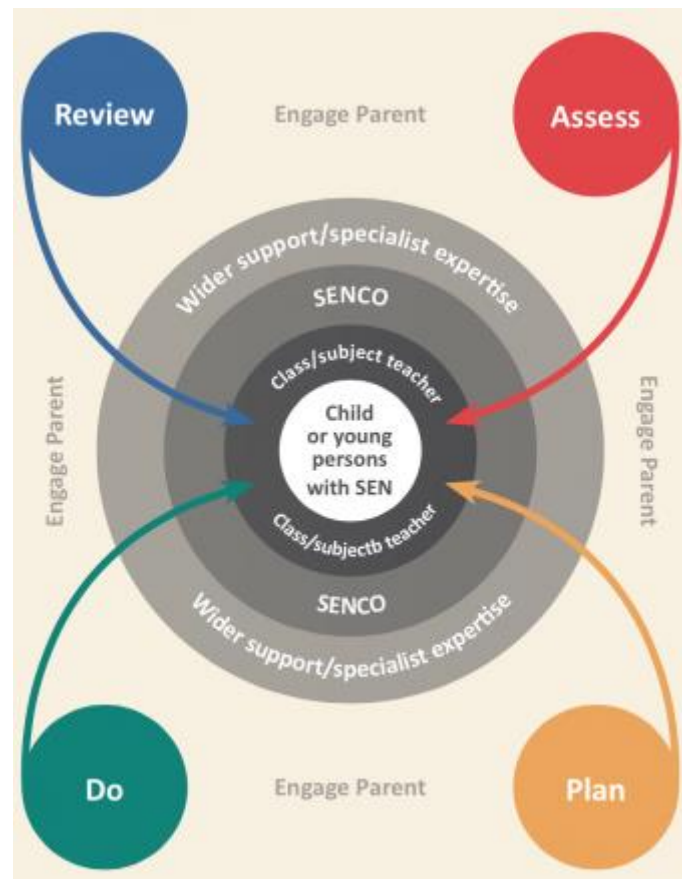 Review
Engage Parent
Assess
Wider support/specialist expertise
SENCO
Class/subject teacher
Engage Parent
Child
or young
persons
with SEN
Engage Parent
Class/subjectb teacher
SENCO
Wider support/specialist expertise
Do
Engage Parent
Plan